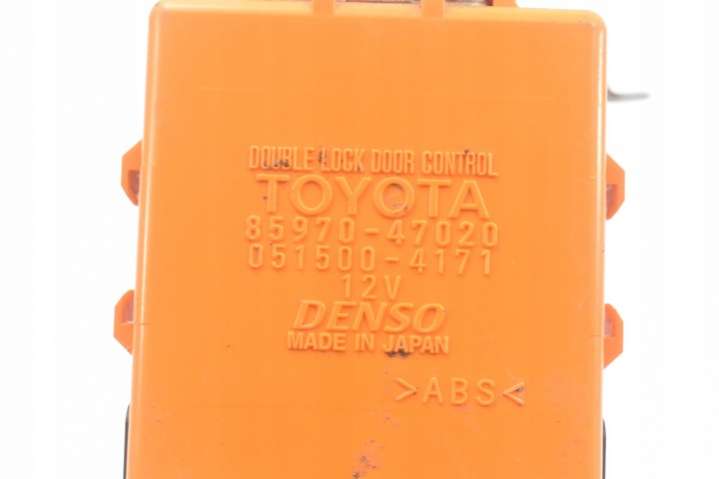 DOUBLE LOCK DOOR CONTROL
TOYOTA
85970-47020
051500-4171
12V
DENSO
MADE IN JAPAN
>ABS<